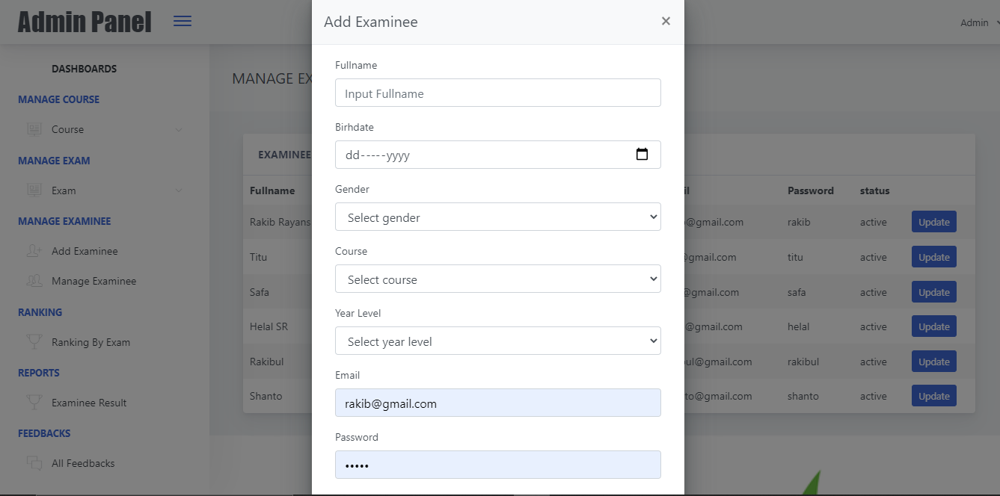 Admin Panel
Admin
DASHBOARDS
MANAGE COURSE
Course
MANAGE EXAM
Exam
MANAGE EXAMINEE
Add Examinee
Manage Examinee
RANKING
Ranking By Exam
REPORTS
Examinee Result
FEEDBACKS
All Feedbacks
MANAGE EX
EXAMINEE
Fullname il Password status
Rakib Rayans @gmail.com rakib active Update
Titu @gmail.com titu active Update
Safa @gmail.com safa active Update
Helal SR @gmail.com helal active Update
Rakibul ul@gmail.com rakibul active Update
Shanto to@gmail.com shanto active Update
Add Examinee ×
Fullname
Input Fullname
Birhdate
dd-----yyyy
Gender
Select gender
Course
Select course
Year Level
Select year level
Email
rakib@gmail.com
Password
•••••